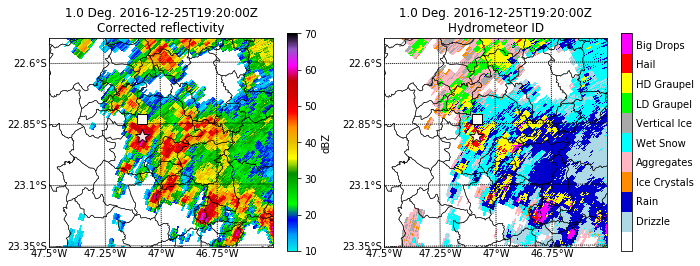 1.0 Deg. 2016-12-25T19:20:00Z
Corrected reflectivity
22.6°S
22.85°S
23.1°S
23.35°S
47.5°W
47.25°W
47.0°W
46.75°W
70
60
50
40
30
20
10
dBZ
1.0 Deg. 2016-12-25T19:20:00Z
Hydrometeor ID
22.6°S
22.85°S
23.1°S
23.35°S
47.5°W
47.25°W
47.0°W
46.75°W
Big Drops
Hail
HD Graupel
LD Graupel
Vertical Ice
Wet Snow
Aggregates
Ice Crystals
Rain
Drizzle